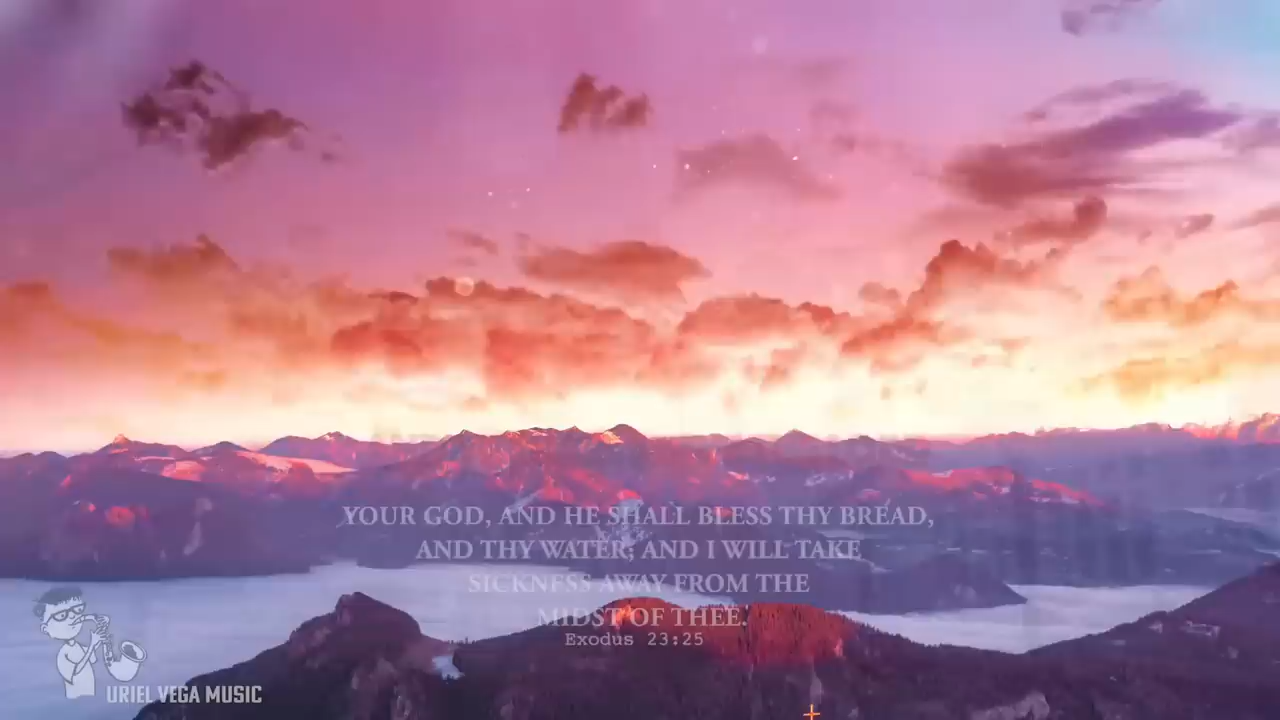 YOUR GOD, AND HE SHALL BLESS THY BREAD,
AND THY WATER; AND I WILL TAKE
SICKNESS AWAY FROM THE
MIDST OF THEE.
Exodus 23:25
URIEL VEGA MUSIC